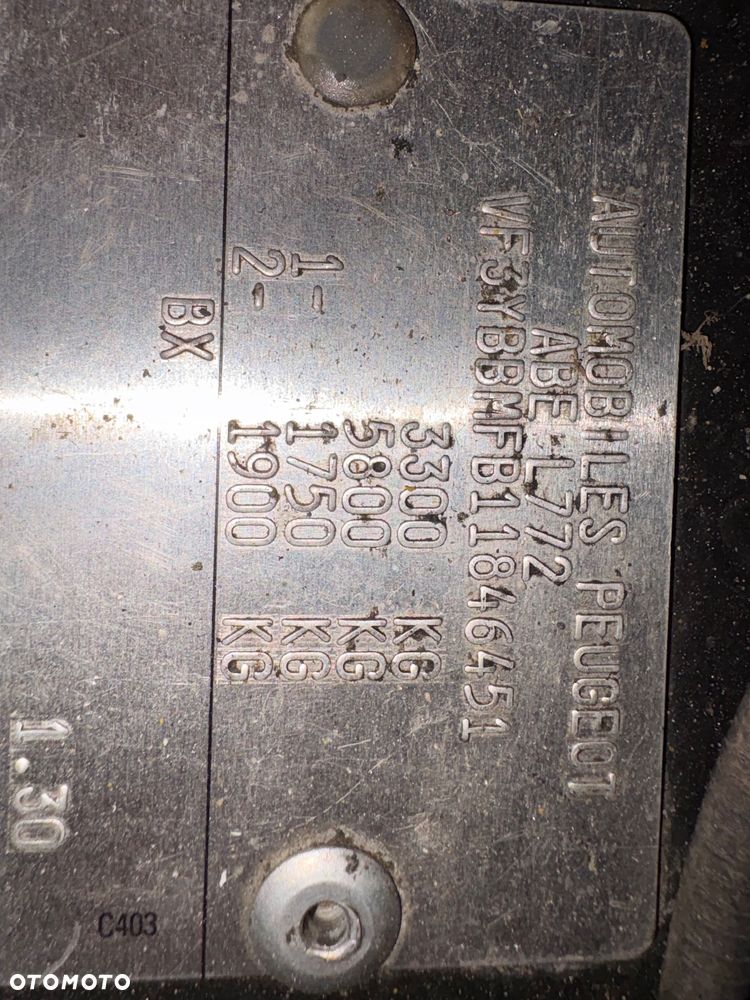 AUTOMOBILES PEUGEOT
ABE L772
VF3YBBMFB11846451
3300 KG
5800 KG
1- 1750 KG
2- 1900 KG
BX
1.30
C403
OTOMOTO